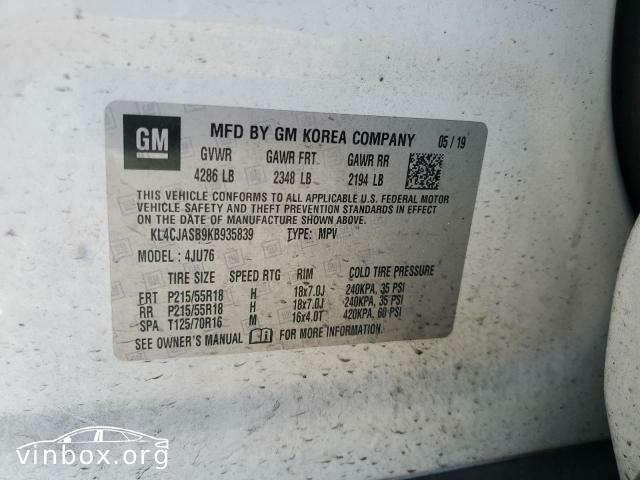 GM MFD BY GM KOREA COMPANY 05/19
GVWR GAWR FRT. GAWR RR
4286 LB 2348 LB 2194 LB
THIS VEHICLE CONFORMS TO ALL APPLICABLE U.S. FEDERAL MOTOR
VEHICLE SAFETY AND THEFT PREVENTION STANDARDS IN EFFECT
ON THE DATE OF MANUFACTURE SHOWN ABOVE.
KL4CJASB9KB935839 TYPE: MPV
MODEL: 4JU76
TIRE SIZE SPEED RTG RIM COLD TIRE PRESSURE
FRT P215/55R18 H 18x7.0J 240KPA, 35 PSI
RR P215/55R18 H 18x7.0J 240KPA, 35 PSI
SPA T125/70R16 M 16x4.0T 420KPA, 60 PSI
SEE OWNER'S MANUAL FOR MORE INFORMATION.
vinbox.org